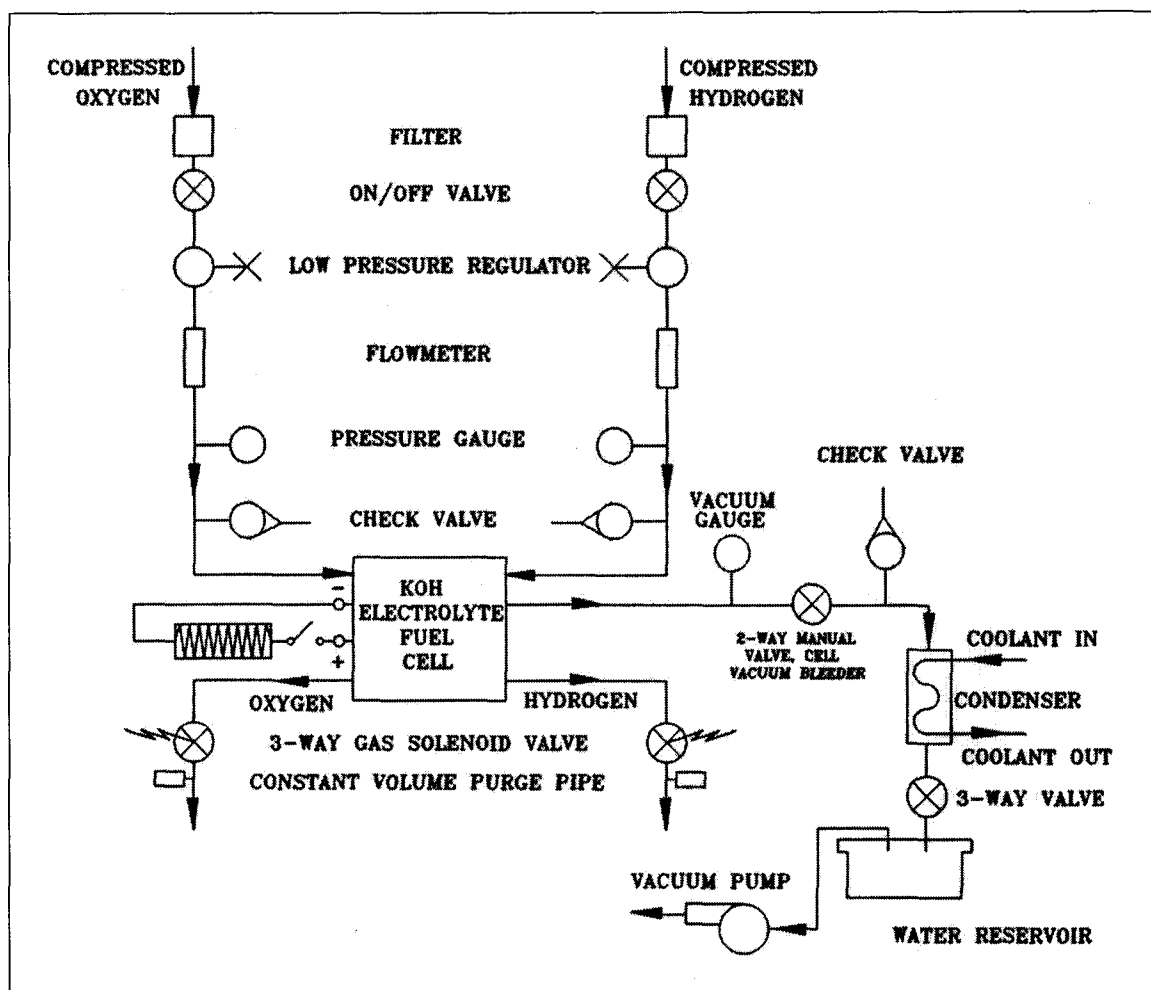 COMPRESSED
OXYGEN
COMPRESSED
HYDROGEN
FILTER
ON/OFF VALVE
LOW PRESSURE REGULATOR
FLOWMETER
PRESSURE GAUGE
CHECK VALVE
CHECK VALVE
VACUUM
GAUGE
-
+
KOH
ELECTROLYTE
FUEL
CELL
2-WAY MANUAL
VALVE, CELL
VACUUM BLEEDER
COOLANT IN
CONDENSER
COOLANT OUT
OXYGEN
HYDROGEN
3-WAY GAS SOLENOID VALVE
CONSTANT VOLUME PURGE PIPE
3-WAY VALVE
VACUUM PUMP
WATER RESERVOIR